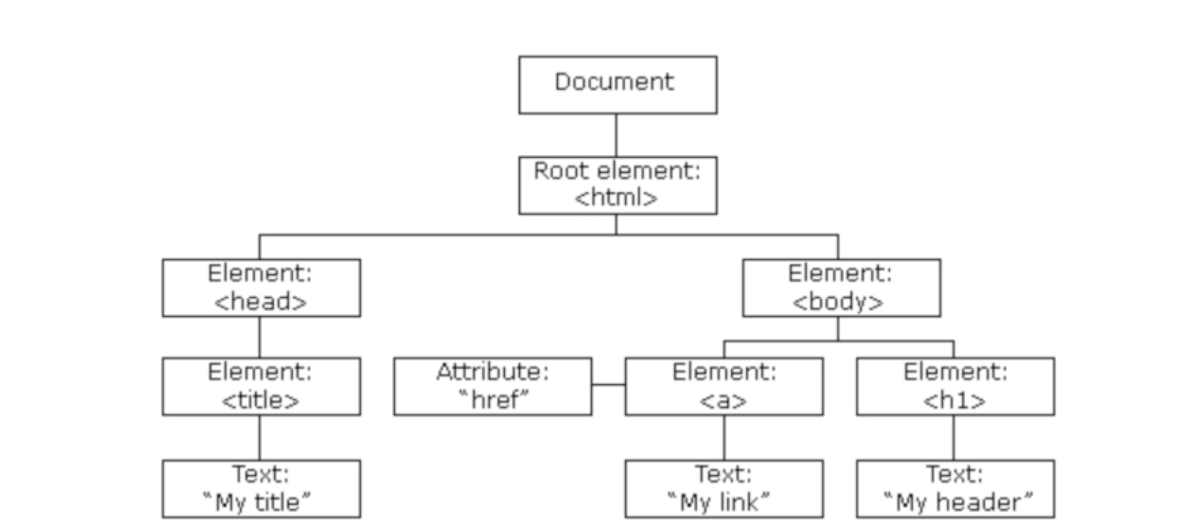 Document
Root element:
<html>
Element:
<head>
Element:
<body>
Element:
<title>
Attribute:
“href”
Element:
<a>
Element:
<h1>
Text:
“My title”
Text:
“My link”
Text:
“My header”